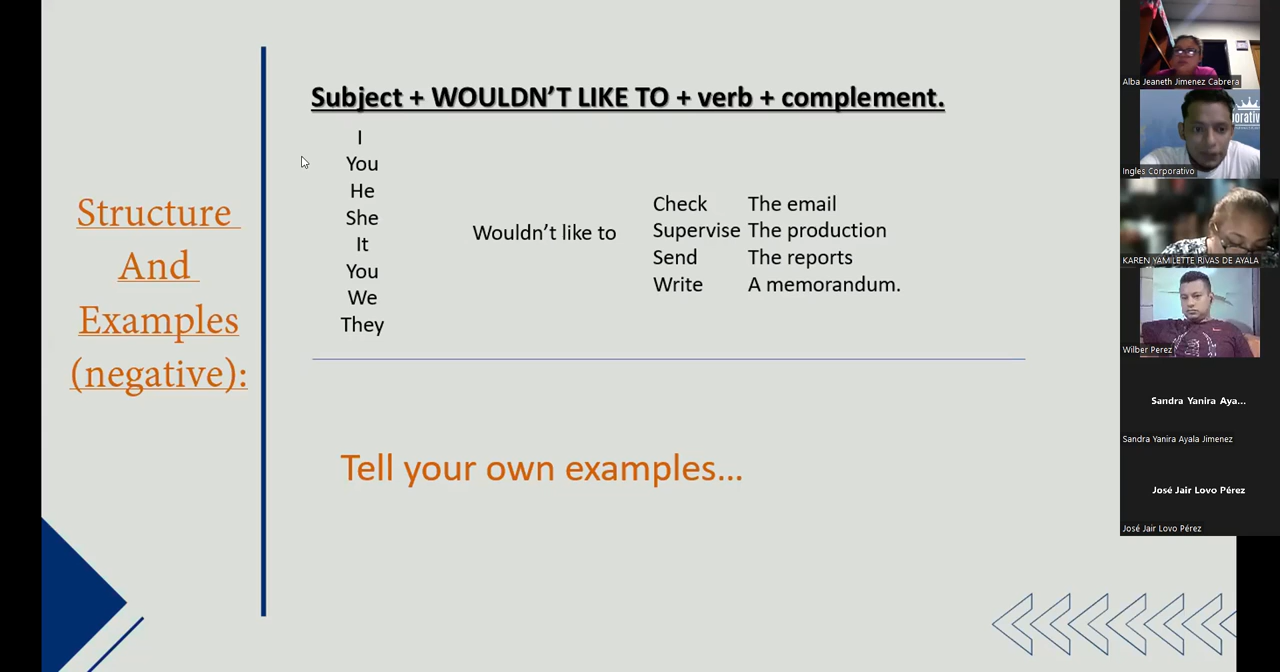 Subject + WOULDN'T LIKE TO + verb + complement.
I
You
He
She
It
You
We
They
Wouldn't like to
Check The email
Supervise The production
Send The reports
Write A memorandum.
Structure
And
Examples
(negative):
Tell your own examples…
Alba Jeaneth Jimenez Cabrera
orativo
Ingles Corporativo
KAREN YAMILETTE RIVAS DE AYALA
Wilber Perez
Sandra Yanira Aya...
Sandra Yanira Ayala Jimenez
José Jair Lovo Pérez
José Jair Lovo Pérez